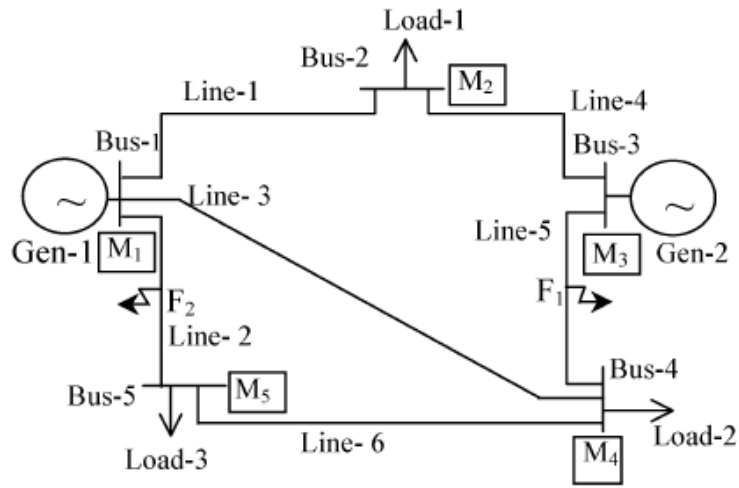 Load-1
Bus-2
M2
Line-1
Line-4
Bus-1
Bus-3
~
Line- 3
~
Gen-1
M1
Line-5
M3
Gen-2
F2
F1
Line- 2
Bus-4
Bus-5
M5
Load-3
Line- 6
M4
Load-2